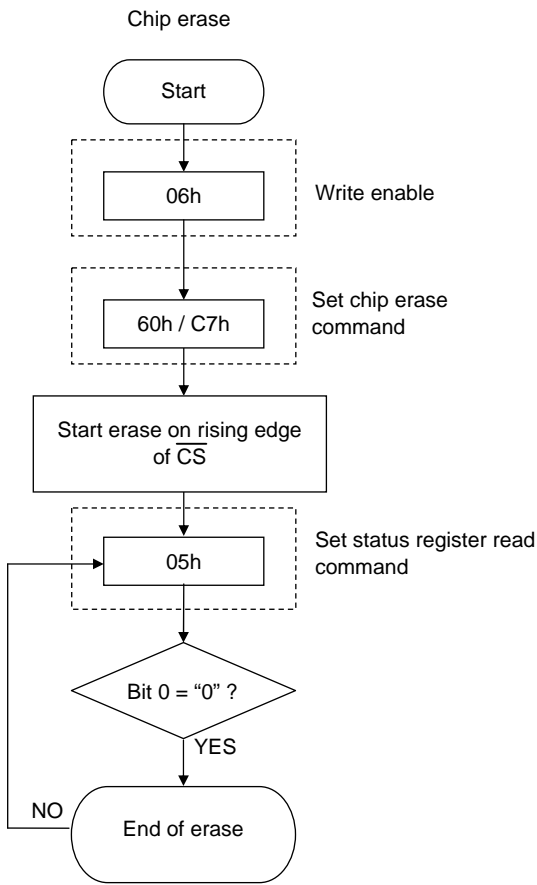 Chip erase
Start
06h
Write enable
60h / C7h
Set chip erase
command
Start erase on rising edge
of C̅S̅
05h
Set status register read
command
Bit 0 = “0” ?
YES
NO
End of erase